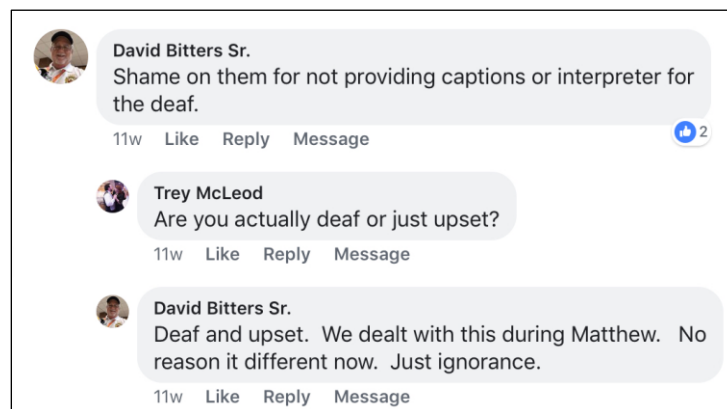 David Bitters Sr.
Shame on them for not providing captions or interpreter for
the deaf.
11w Like Reply Message 2
Trey McLeod
Are you actually deaf or just upset?
11w Like Reply Message
David Bitters Sr.
Deaf and upset. We dealt with this during Matthew. No
reason it different now. Just ignorance.
11w Like Reply Message